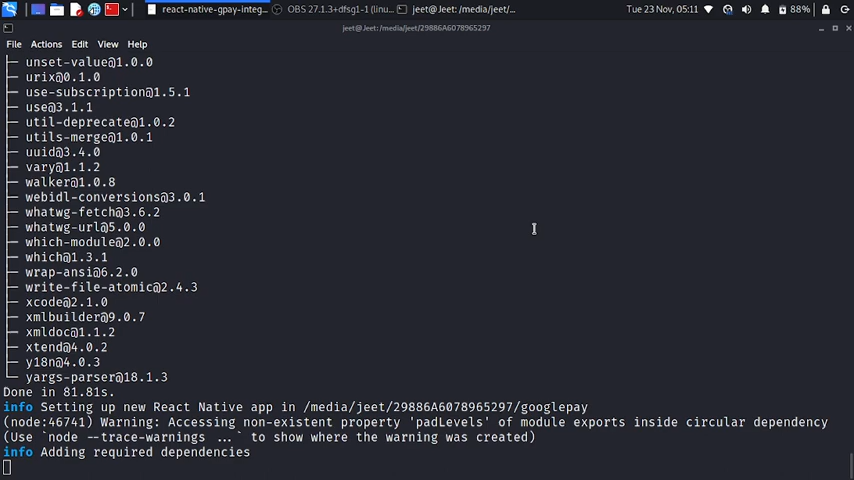 react-native-gpay-integ...
OBS 27.1.3+dfsg1-1 (linu...
jeet@Jeet: /media/jeet/...
Tue 23 Nov, 05:11
88%
jeet@Jeet: /media/jeet/29886A6078965297
File Actions Edit View Help
├─ unset-value@1.0.0
├─ urix@0.1.0
├─ use-subscription@1.5.1
├─ use@3.1.1
├─ util-deprecate@1.0.2
├─ utils-merge@1.0.1
├─ uuid@3.4.0
├─ vary@1.1.2
├─ walker@1.0.8
├─ webidl-conversions@3.0.1
├─ whatwg-fetch@3.6.2
├─ whatwg-url@5.0.0
├─ which-module@2.0.0
├─ which@1.3.1
├─ wrap-ansi@6.2.0
├─ write-file-atomic@2.4.3
├─ xcode@2.1.0
├─ xmlbuilder@9.0.7
├─ xmldoc@1.1.2
├─ xtend@4.0.2
├─ y18n@4.0.3
└─ yargs-parser@18.1.3
Done in 81.81s.
info Setting up new React Native app in /media/jeet/29886A6078965297/googlepay
(node:46741) Warning: Accessing non-existent property 'padLevels' of module exports inside circular dependency
(Use `node --trace-warnings ...` to show where the warning was created)
info Adding required dependencies